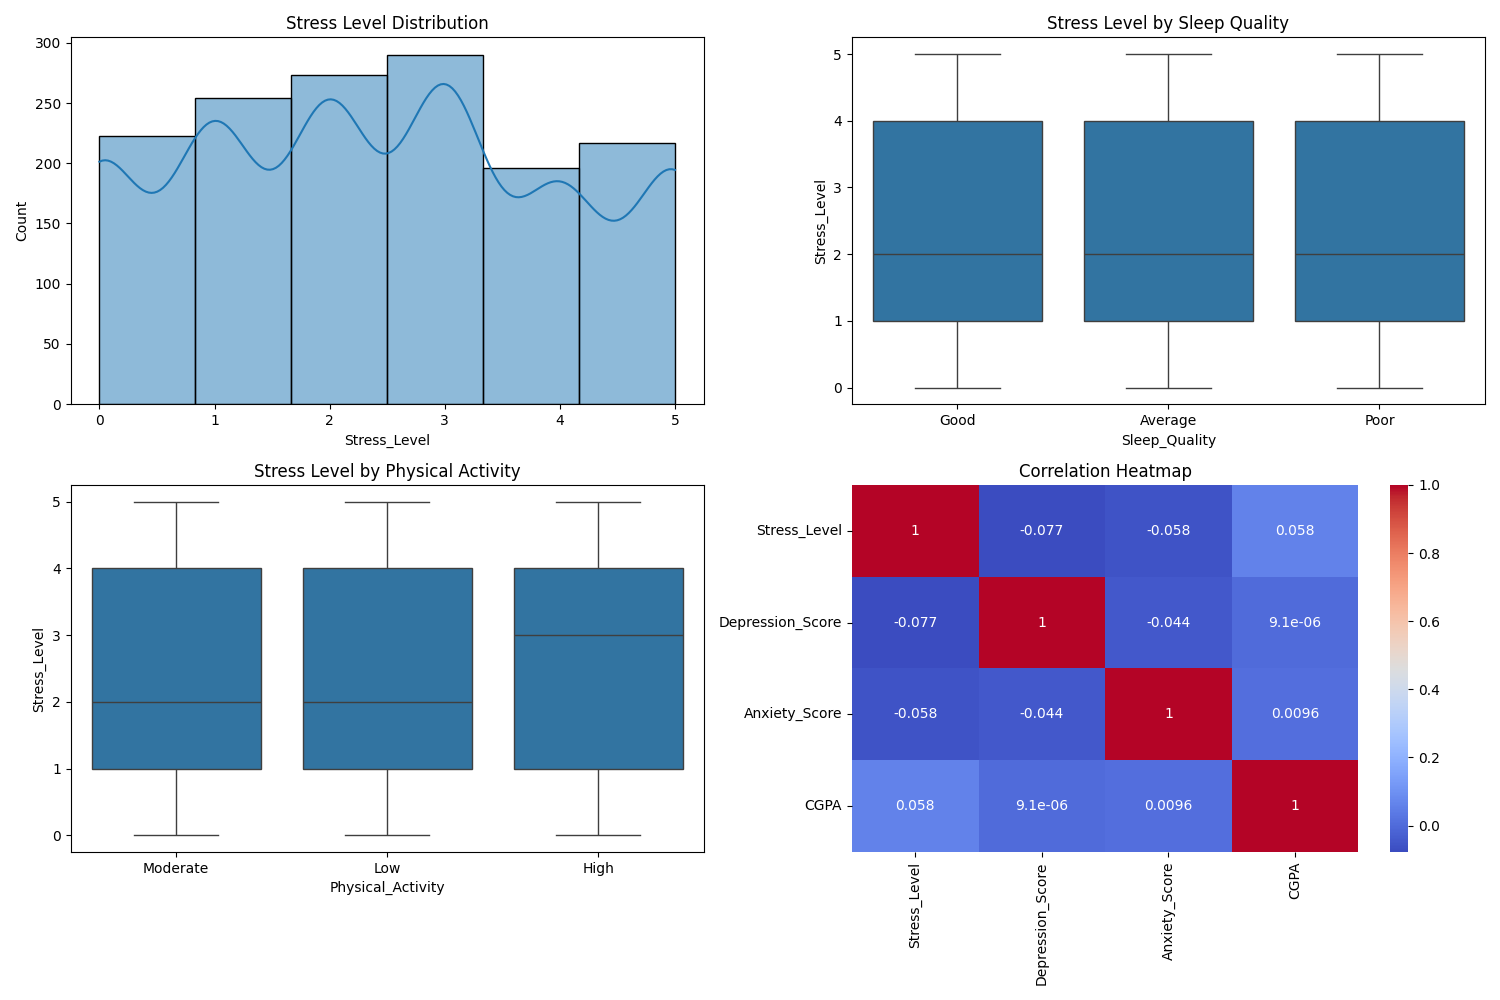 Stress Level Distribution
300
250
200
150
100
50
0
Count
0 1 2 3 4 5
Stress_Level
Stress Level by Sleep Quality
5
4
3
2
1
0
Stress_Level
Good Average Poor
Sleep_Quality
Stress Level by Physical Activity
5
4
3
2
1
0
Stress_Level
Moderate Low High
Physical_Activity
Correlation Heatmap
Stress_Level 1 -0.077 -0.058 0.058
Depression_Score -0.077 1 -0.044 9.1e-06
Anxiety_Score -0.058 -0.044 1 0.0096
CGPA 0.058 9.1e-06 0.0096 1
Stress_Level
Depression_Score
Anxiety_Score
CGPA
1.0
0.8
0.6
0.4
0.2
0.0